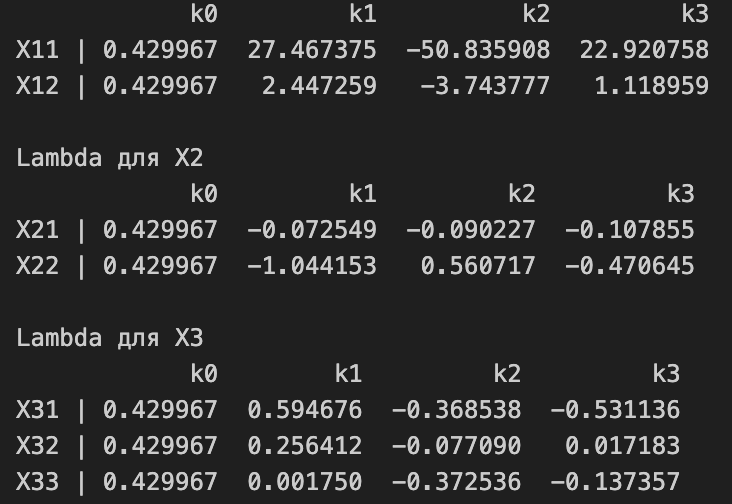 k0 k1 k2 k3
X11 | 0.429967 27.467375 -50.835908 22.920758
X12 | 0.429967 2.447259 -3.743777 1.118959
Lambda для X2
k0 k1 k2 k3
X21 | 0.429967 -0.072549 -0.090227 -0.107855
X22 | 0.429967 -1.044153 0.560717 -0.470645
Lambda для X3
k0 k1 k2 k3
X31 | 0.429967 0.594676 -0.368538 -0.531136
X32 | 0.429967 0.256412 -0.077090 0.017183
X33 | 0.429967 0.001750 -0.372536 -0.137357